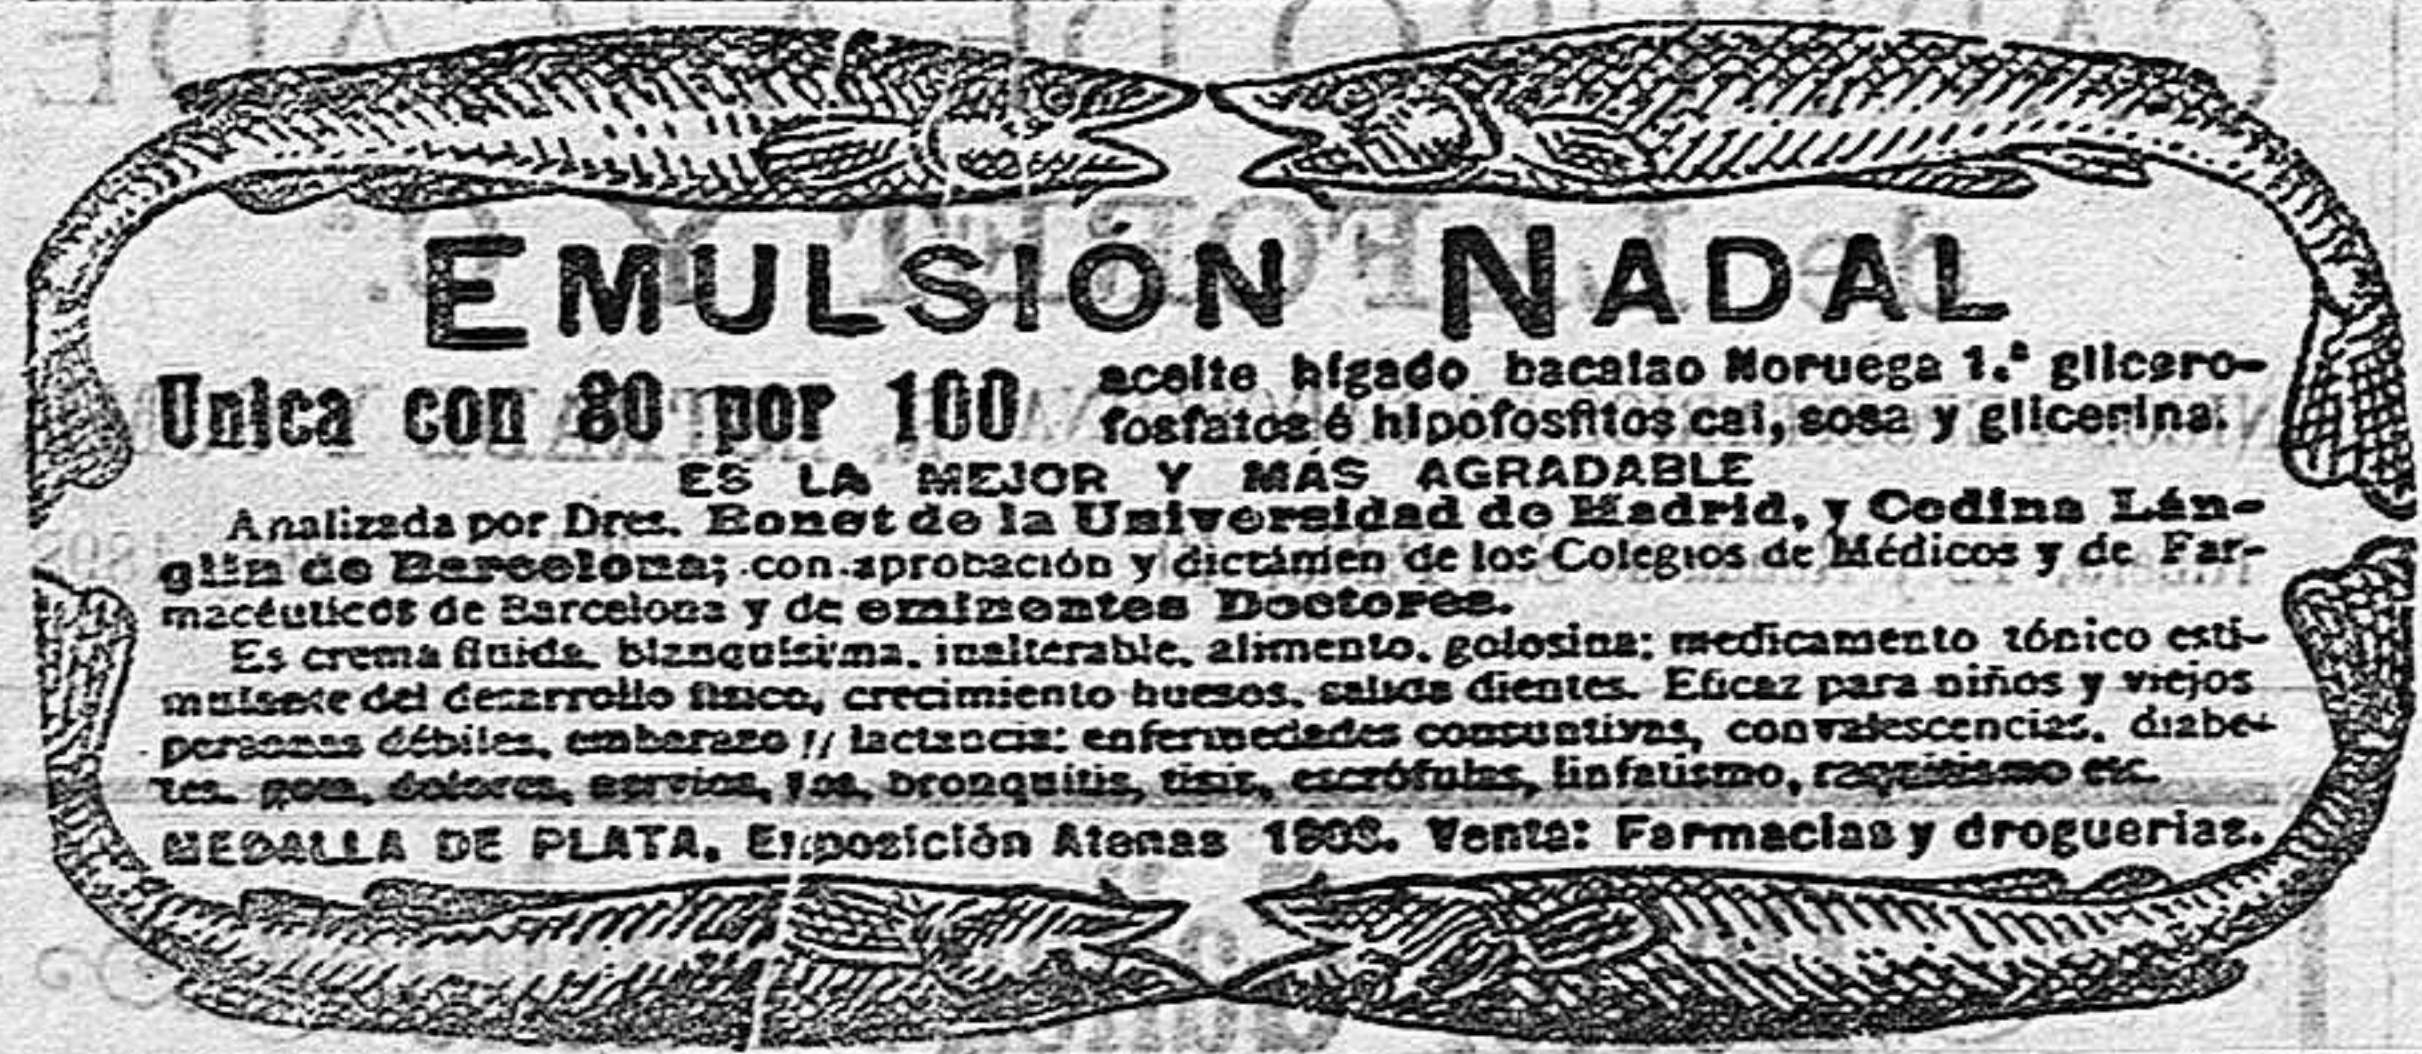 EMULSIÓN NADAL
Unica con 80 por 100 aceite hígado bacalao Noruega 1.ª glicero-
fosfatos é hipofosfitos cal, sosa y glicerina.
ES LA MEJOR Y MÁS AGRADABLE
Analizada por Dres. Bonet de la Universidad de Madrid, y Codina Län-
glin de Barcelona; con aprobación y dictámen de los Colegios de Médicos y de Far-
macéuticos de Barcelona y de eminentes Doctores.
Es crema fluida, blanquísima, inalterable, alimento, golosina; medicamento tónico esti-
mulante del desarrollo físico, crecimiento huesos, salida dientes. Eficaz para niños y viejos
personas débiles, embarazo y lactancia: enfermedades consuntivas, convalescencias, diabe-
tes, dolores, nervios, tos, bronquitis, tisis, escrófulas, linfatismo, raquitismo etc.
MEDALLA DE PLATA. Exposición Atenas Venta: Farmacias y droguerias.